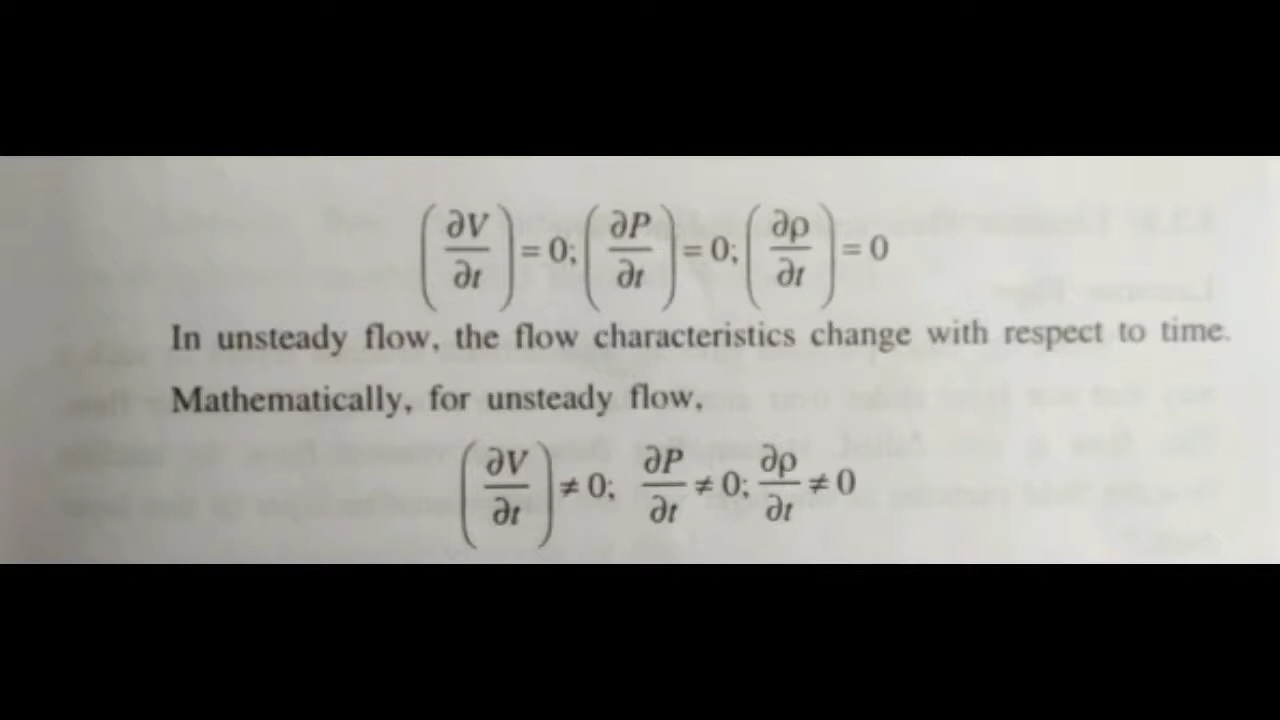 (∂V/∂t) = 0; (∂P/∂t) = 0; (∂ρ/∂t) = 0
In unsteady flow, the flow characteristics change with respect to time.
Mathematically, for unsteady flow,
(∂V/∂t) ≠ 0; ∂P/∂t ≠ 0; ∂ρ/∂t ≠ 0